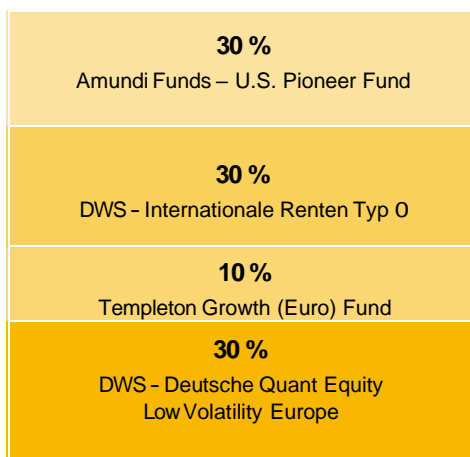 30 %
Amundi Funds – U.S. Pioneer Fund
30 %
DWS – Internationale Renten Typ O
10 %
Templeton Growth (Euro) Fund
30 %
DWS – Deutsche Quant Equity
Low Volatility Europe